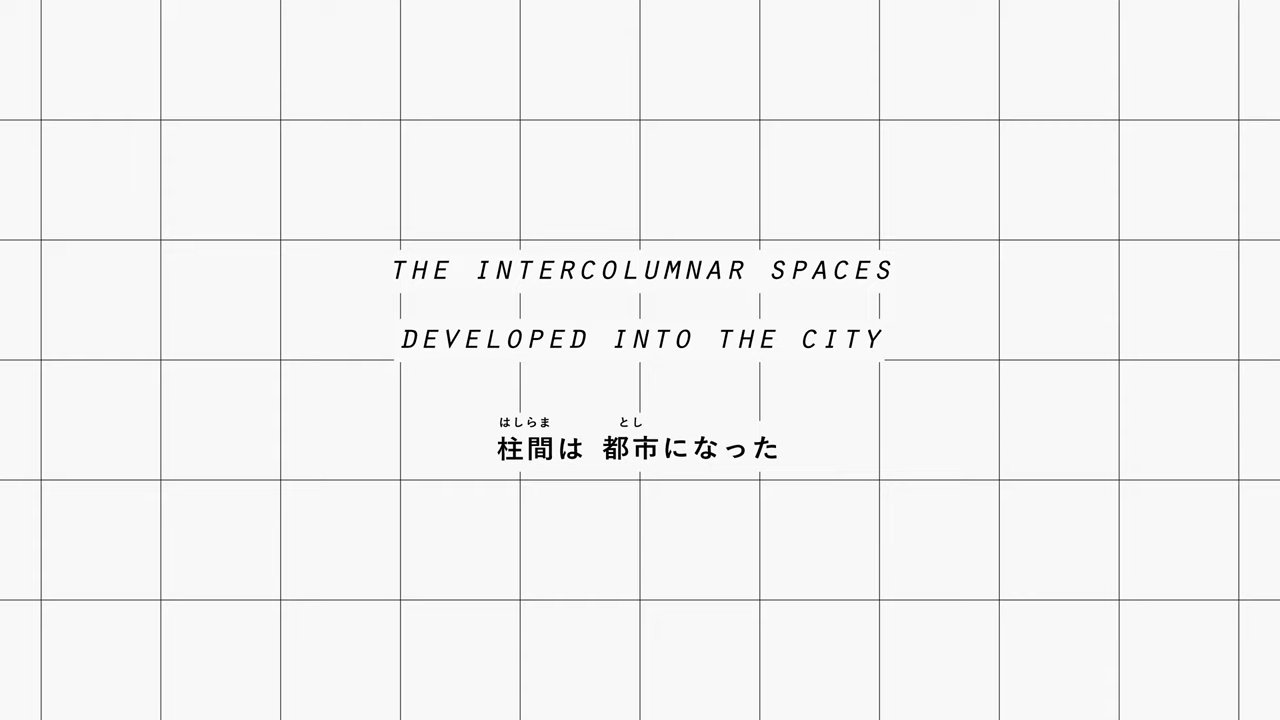 THE INTERCOLUMNAR SPACES
DEVELOPED INTO THE CITY
はしらま とし
柱間は 都市になった